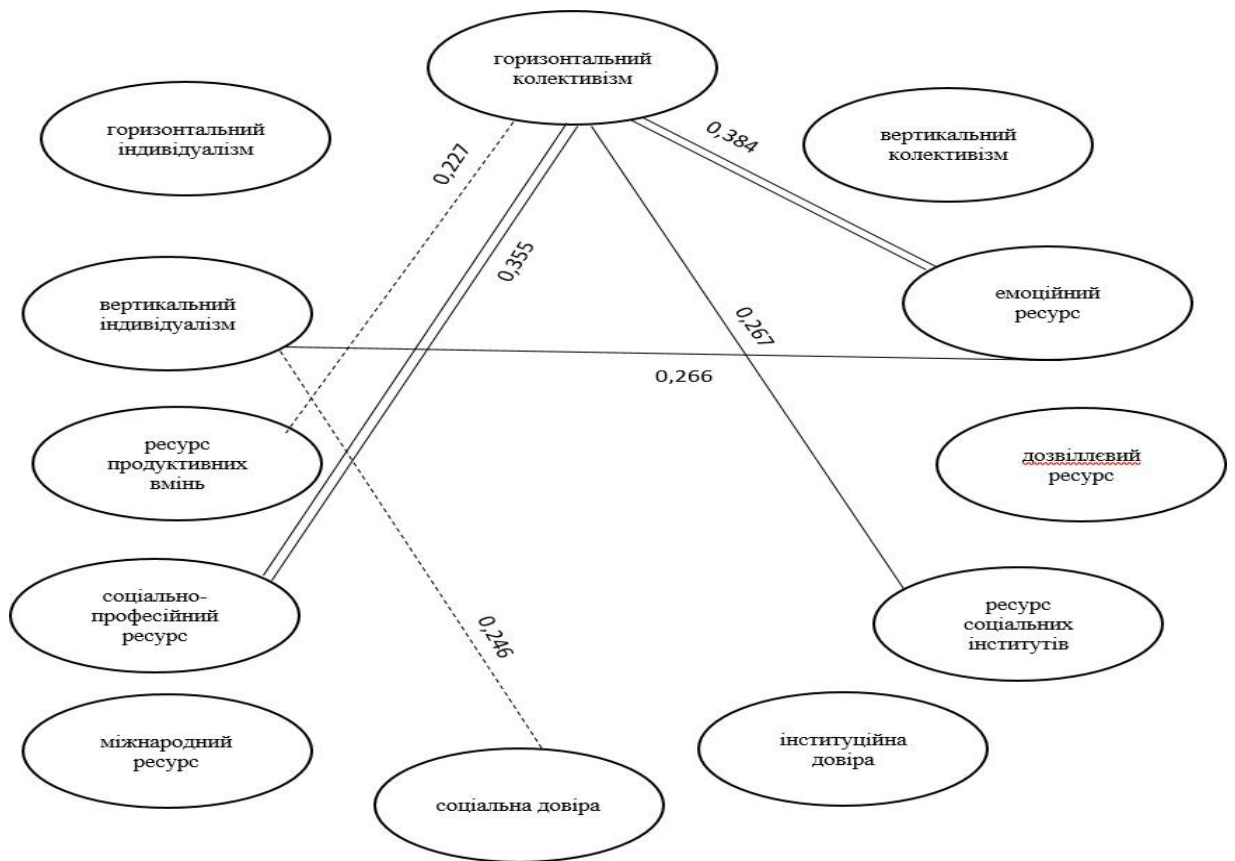 горизонтальний
колективізм
горизонтальний
індивідуалізм
вертикальний
колективізм
0,384
0,227
0,355
вертикальний
індивідуалізм
емоційний
ресурс
0,267
0,266
ресурс
продуктивних
вмінь
дозвіллєвий
ресурс
соціально-
професійний
ресурс
0,246
ресурс
соціальних
інститутів
міжнародний
ресурс
інституційна
довіра
соціальна довіра